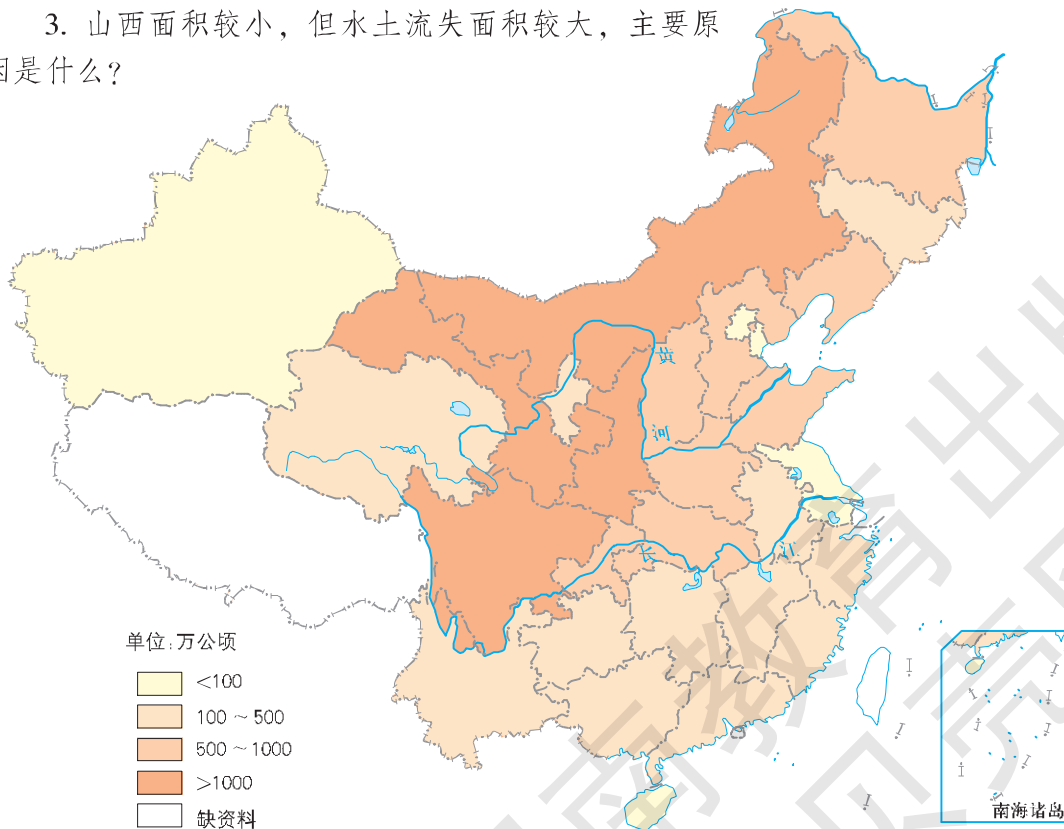 3. 山西面积较小，但水土流失面积较大，主要原
因是什么？
黄
河
长
江
单位:万公顷
<100
100～500
500～1000
>1000
缺资料
南海诸岛